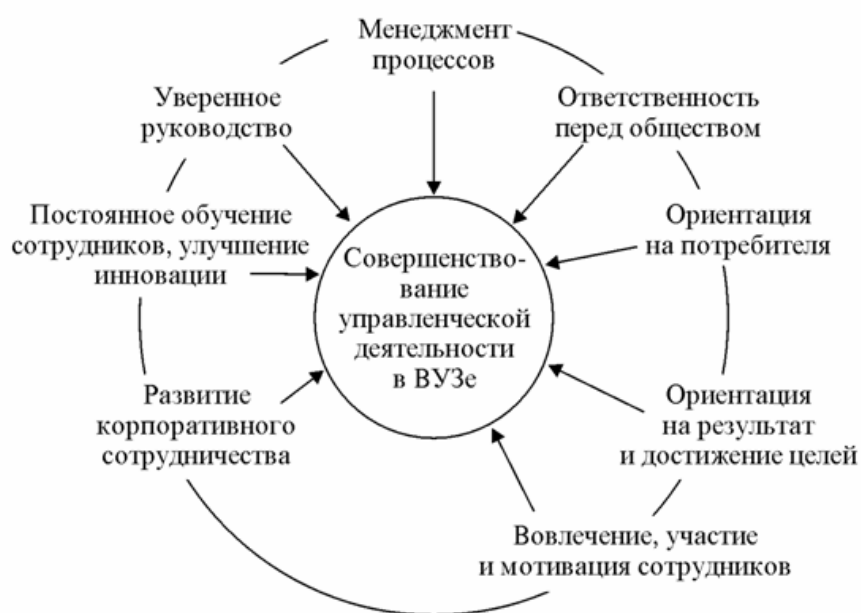 Менеджмент
процессов
Уверенное
руководство
Ответственность
перед обществом
Постоянное обучение
сотрудников, улучшение
инновации
Ориентация
на потребителя
Совершенство-
вание
управленческой
деятельности
в ВУЗе
Развитие
корпоративного
сотрудничества
Ориентация
на результат
и достижение целей
Вовлечение, участие
и мотивация сотрудников